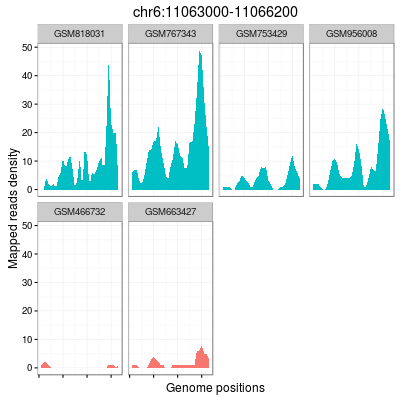 chr6:11063000-11066200
GSM818031 GSM767343 GSM753429 GSM956008
50
40
30
20
10
0
GSM466732 GSM663427
50
40
30
20
10
0
Mapped reads density
Genome positions